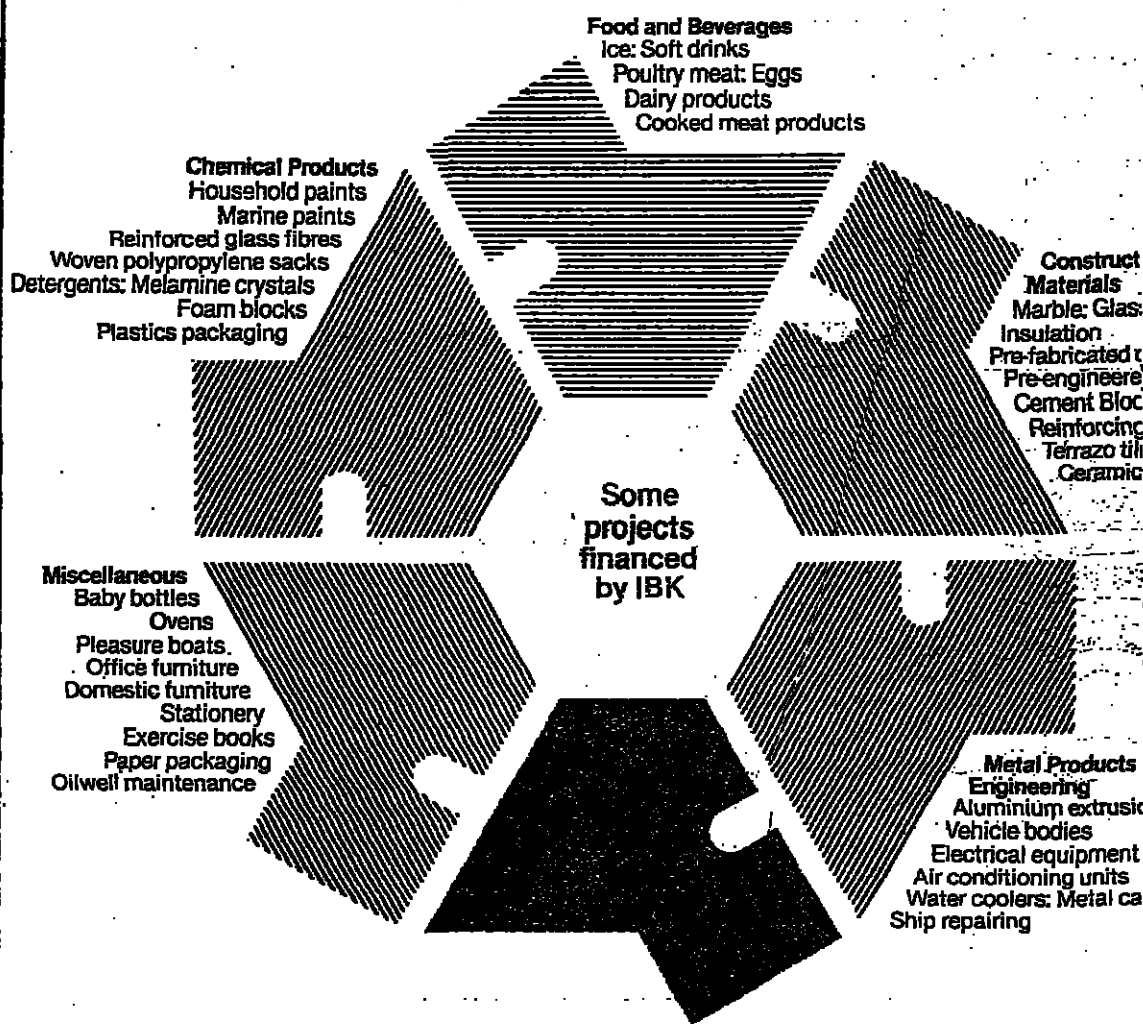 Food and Beverages
Ice: Soft drinks
Poultry meat: Eggs
Dairy products
Cooked meat products
Chemical Products
Household paints
Marine paints
Reinforced glass fibres
Woven polypropylene sacks
Detergents: Melamine crystals
Foam blocks
Plastics packaging
Construct
Materials
Marble: Glas
Insulation
Pre-fabricated
Pre-engineere
Cement Bloc
Reinforcing
Terrazo til
Ceramic
Some
projects
financed
by IBK
Miscellaneous
Baby bottles
Ovens
Pleasure boats.
Office furniture
Domestic furniture
Stationery
Exercise books
Paper packaging
Oilwell maintenance
Metal Products
Engineering
Aluminium extrusio
Vehicle bodies
Electrical equipment
Air conditioning units
Water coolers: Metal ca
Ship repairing